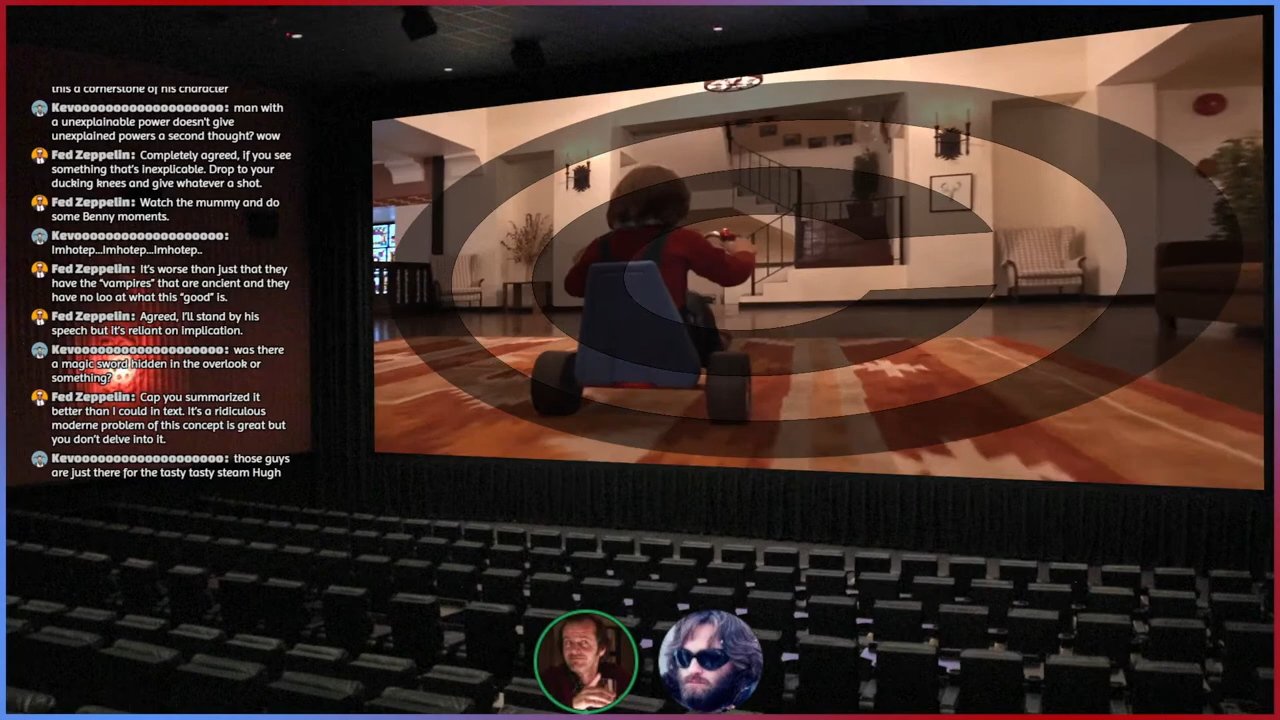 this a cornerstone of his character
Kevoooooooooooooooooooo: man with
a unexplainable power doesn't give
unexplained powers a second thought? wow
Fed Zeppelin: Completely agreed, if you see
something that's inexplicable. Drop to your
ducking knees and give whatever a shot.
Fed Zeppelin: Watch the mummy and do
some Benny moments.
Kevoooooooooooooooooooo:
Imhotep...Imhotep...Imhotep..
Fed Zeppelin: It's worse than just that they
have the “vampires” that are ancient and they
have no loo at what this “good” is.
Fed Zeppelin: Agreed, I'll stand by his
speech but it's reliant on implication.
Kevoooooooooooooooooooo: was there
a magic sword hidden in the overlook or
something?
Fed Zeppelin: Cap you summarized it
better than I could in text. It's a ridiculous
moderne problem of this concept is great but
you don't delve into it.
Kevoooooooooooooooooooo: those guys
are just there for the tasty tasty steam Hugh